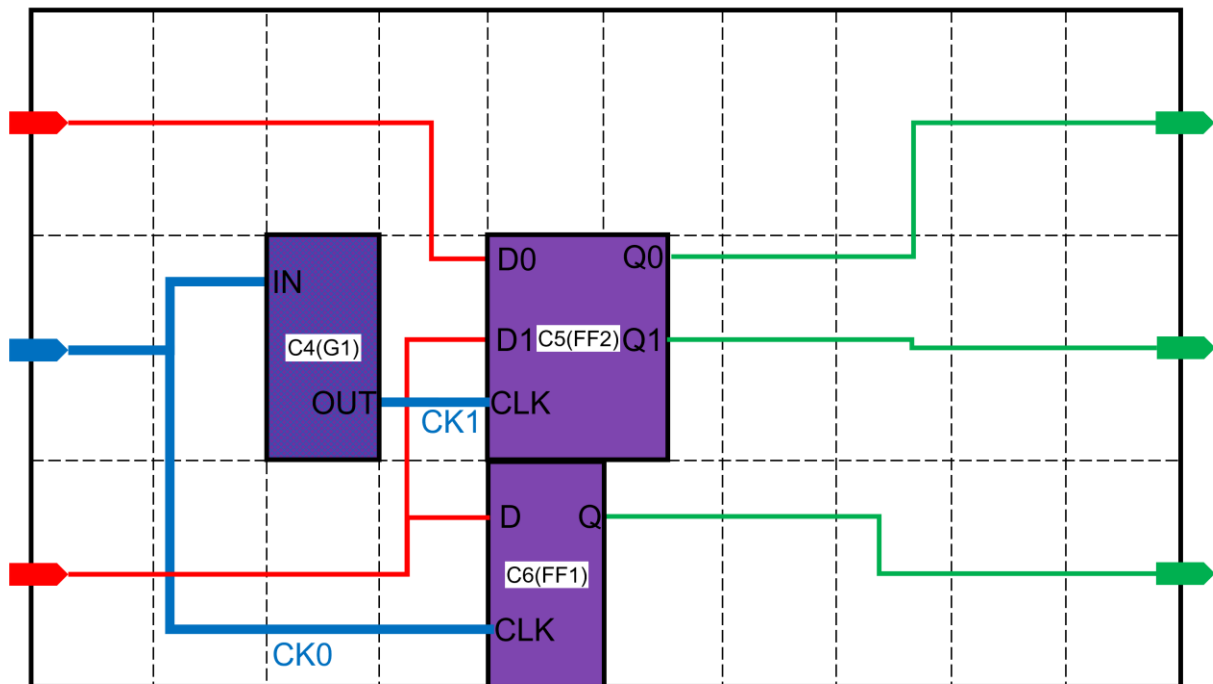 D0
Q0
IN
C4(G1)
D1
C5(FF2)
Q1
OUT
CK1
CLK
D
Q
C6(FF1)
CLK
CK0